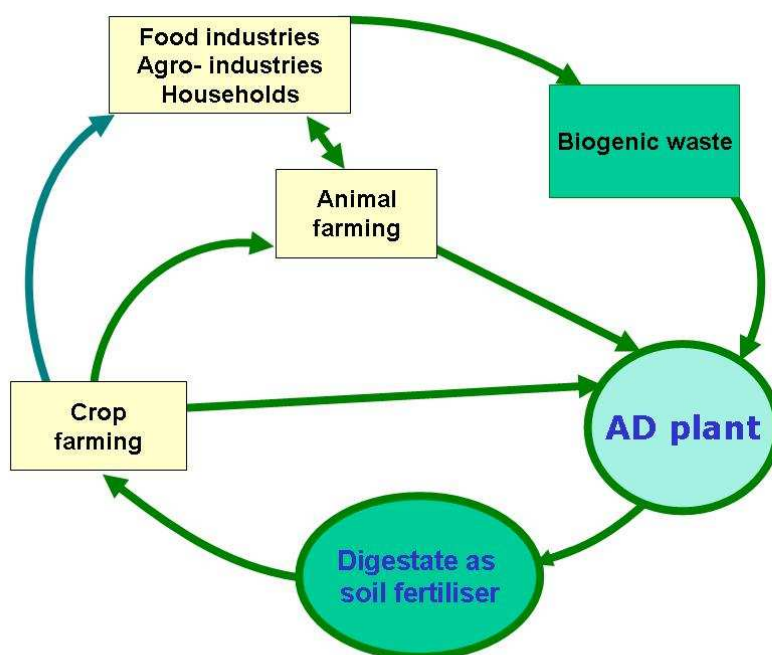 Food industries
Agro- industries
Households
Biogenic waste
Animal
farming
Crop
farming
AD plant
Digestate as
soil fertiliser